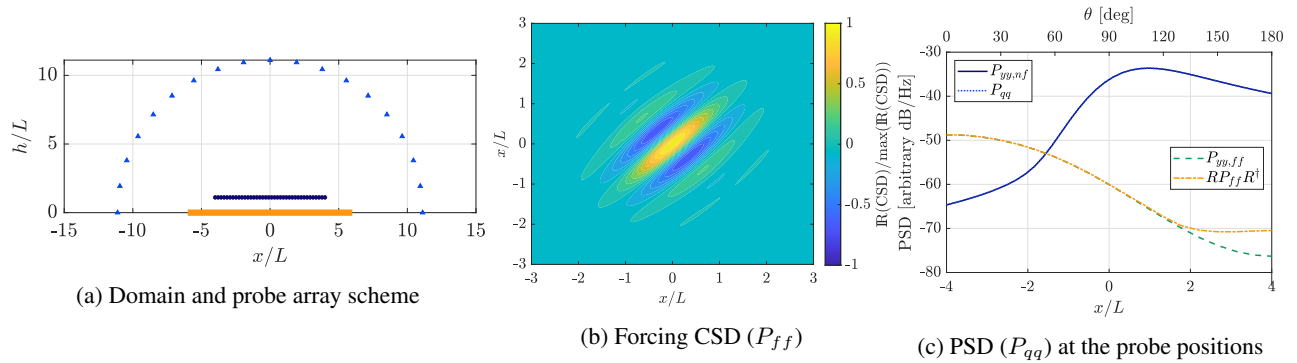 10
5
0
h/L
-15 -10 -5 0 5 10 15
x/L
(a) Domain and probe array scheme
3
2
1
0
-1
-2
-3
x/L
-3 -2 -1 0 1 2 3
x/L
1
0.5
0
-0.5
-1
ℝ(CSD)/max(ℝ(CSD))
(b) Forcing CSD (P_{ff})
θ [deg]
0 30 60 90 120 150 180
-30
-40
-50
-60
-70
-80
PSD [arbitrary dB/Hz]
P_{yy,nf}
P_{qq}
P_{yy,ff}
RP_{ff}R^†
-4 -2 0 2 4
x/L
(c) PSD (P_{qq}) at the probe positions